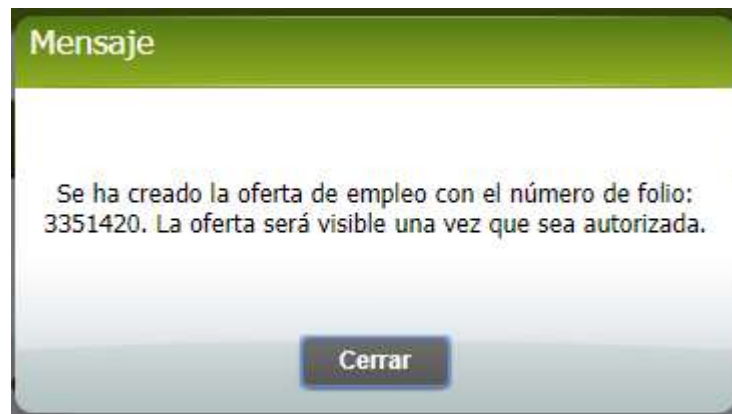 Mensaje
Se ha creado la oferta de empleo con el número de folio:
3351420. La oferta será visible una vez que sea autorizada.
Cerrar